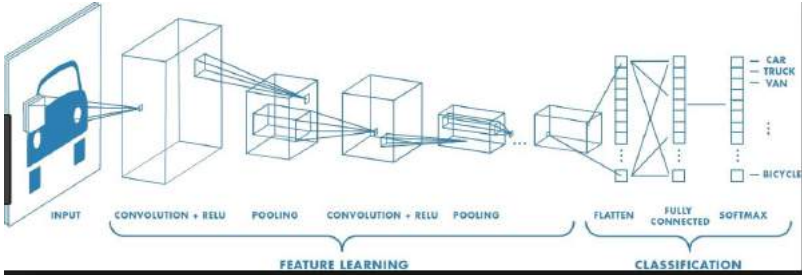 CAR
TRUCK
VAN
BICYCLE
INPUT
CONVOLUTION + RELU
POOLING
CONVOLUTION + RELU
POOLING
FLATTEN
FULLY
CONNECTED
SOFTMAX
FEATURE LEARNING
CLASSIFICATION